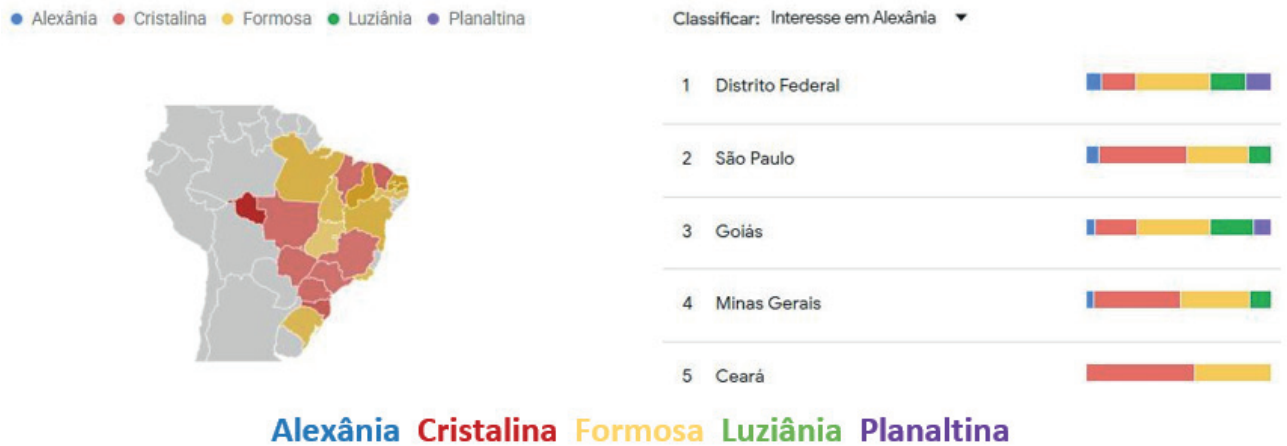 Alexânia Cristalina Formosa Luziânia Planaltina
Classificar: Interesse em Alexânia
1 Distrito Federal
2 São Paulo
3 Goiás
4 Minas Gerais
5 Ceará
Alexânia Cristalina Formosa Luziânia Planaltina